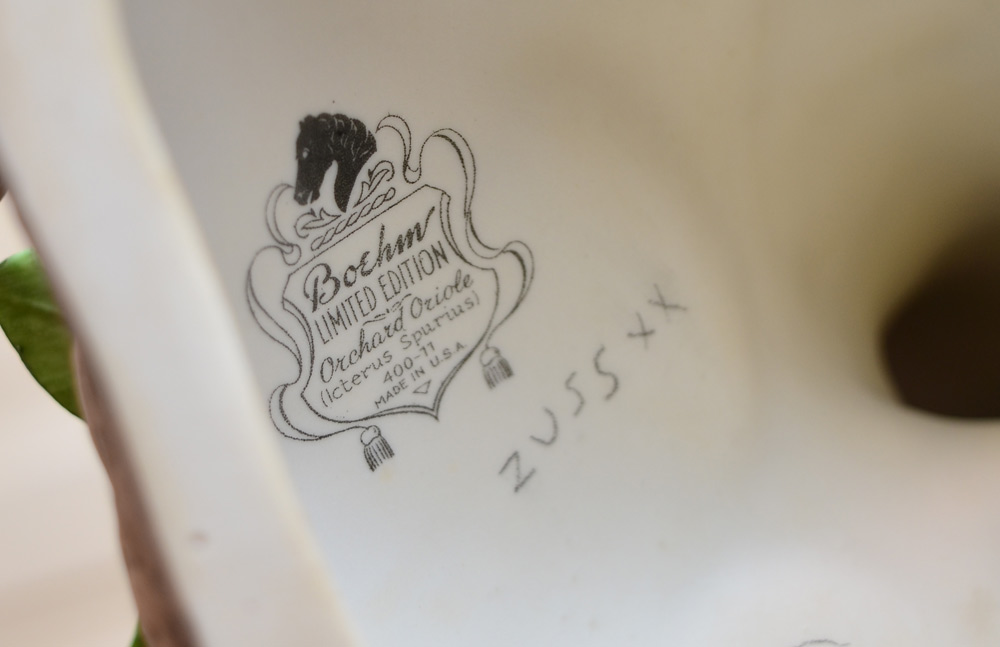 Boehm
LIMITED EDITION
Orchard Oriole
(Icterus Spurius)
400-11
MADE IN U.S.A
ZUSS XX